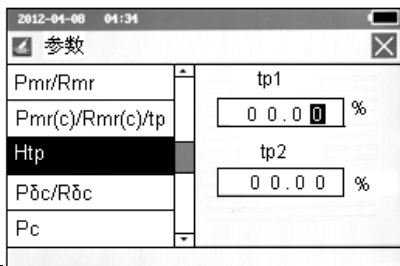 2012-04-08 04:34
参数
Pmr/Rmr
Pmr(c)/Rmr(c)/tp
Htp
Pδc/Rδc
Pc
tp1
00.00 %
tp2
00.00 %